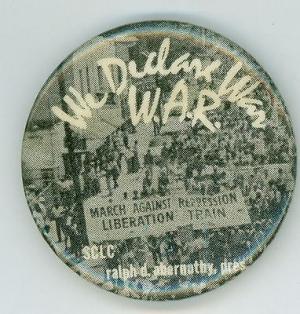 We Declare War
W.A.R.
MARCH AGAINST REPRESSION
LIBERATION TRAIN
SCLC
ralph d. abernathy, pres